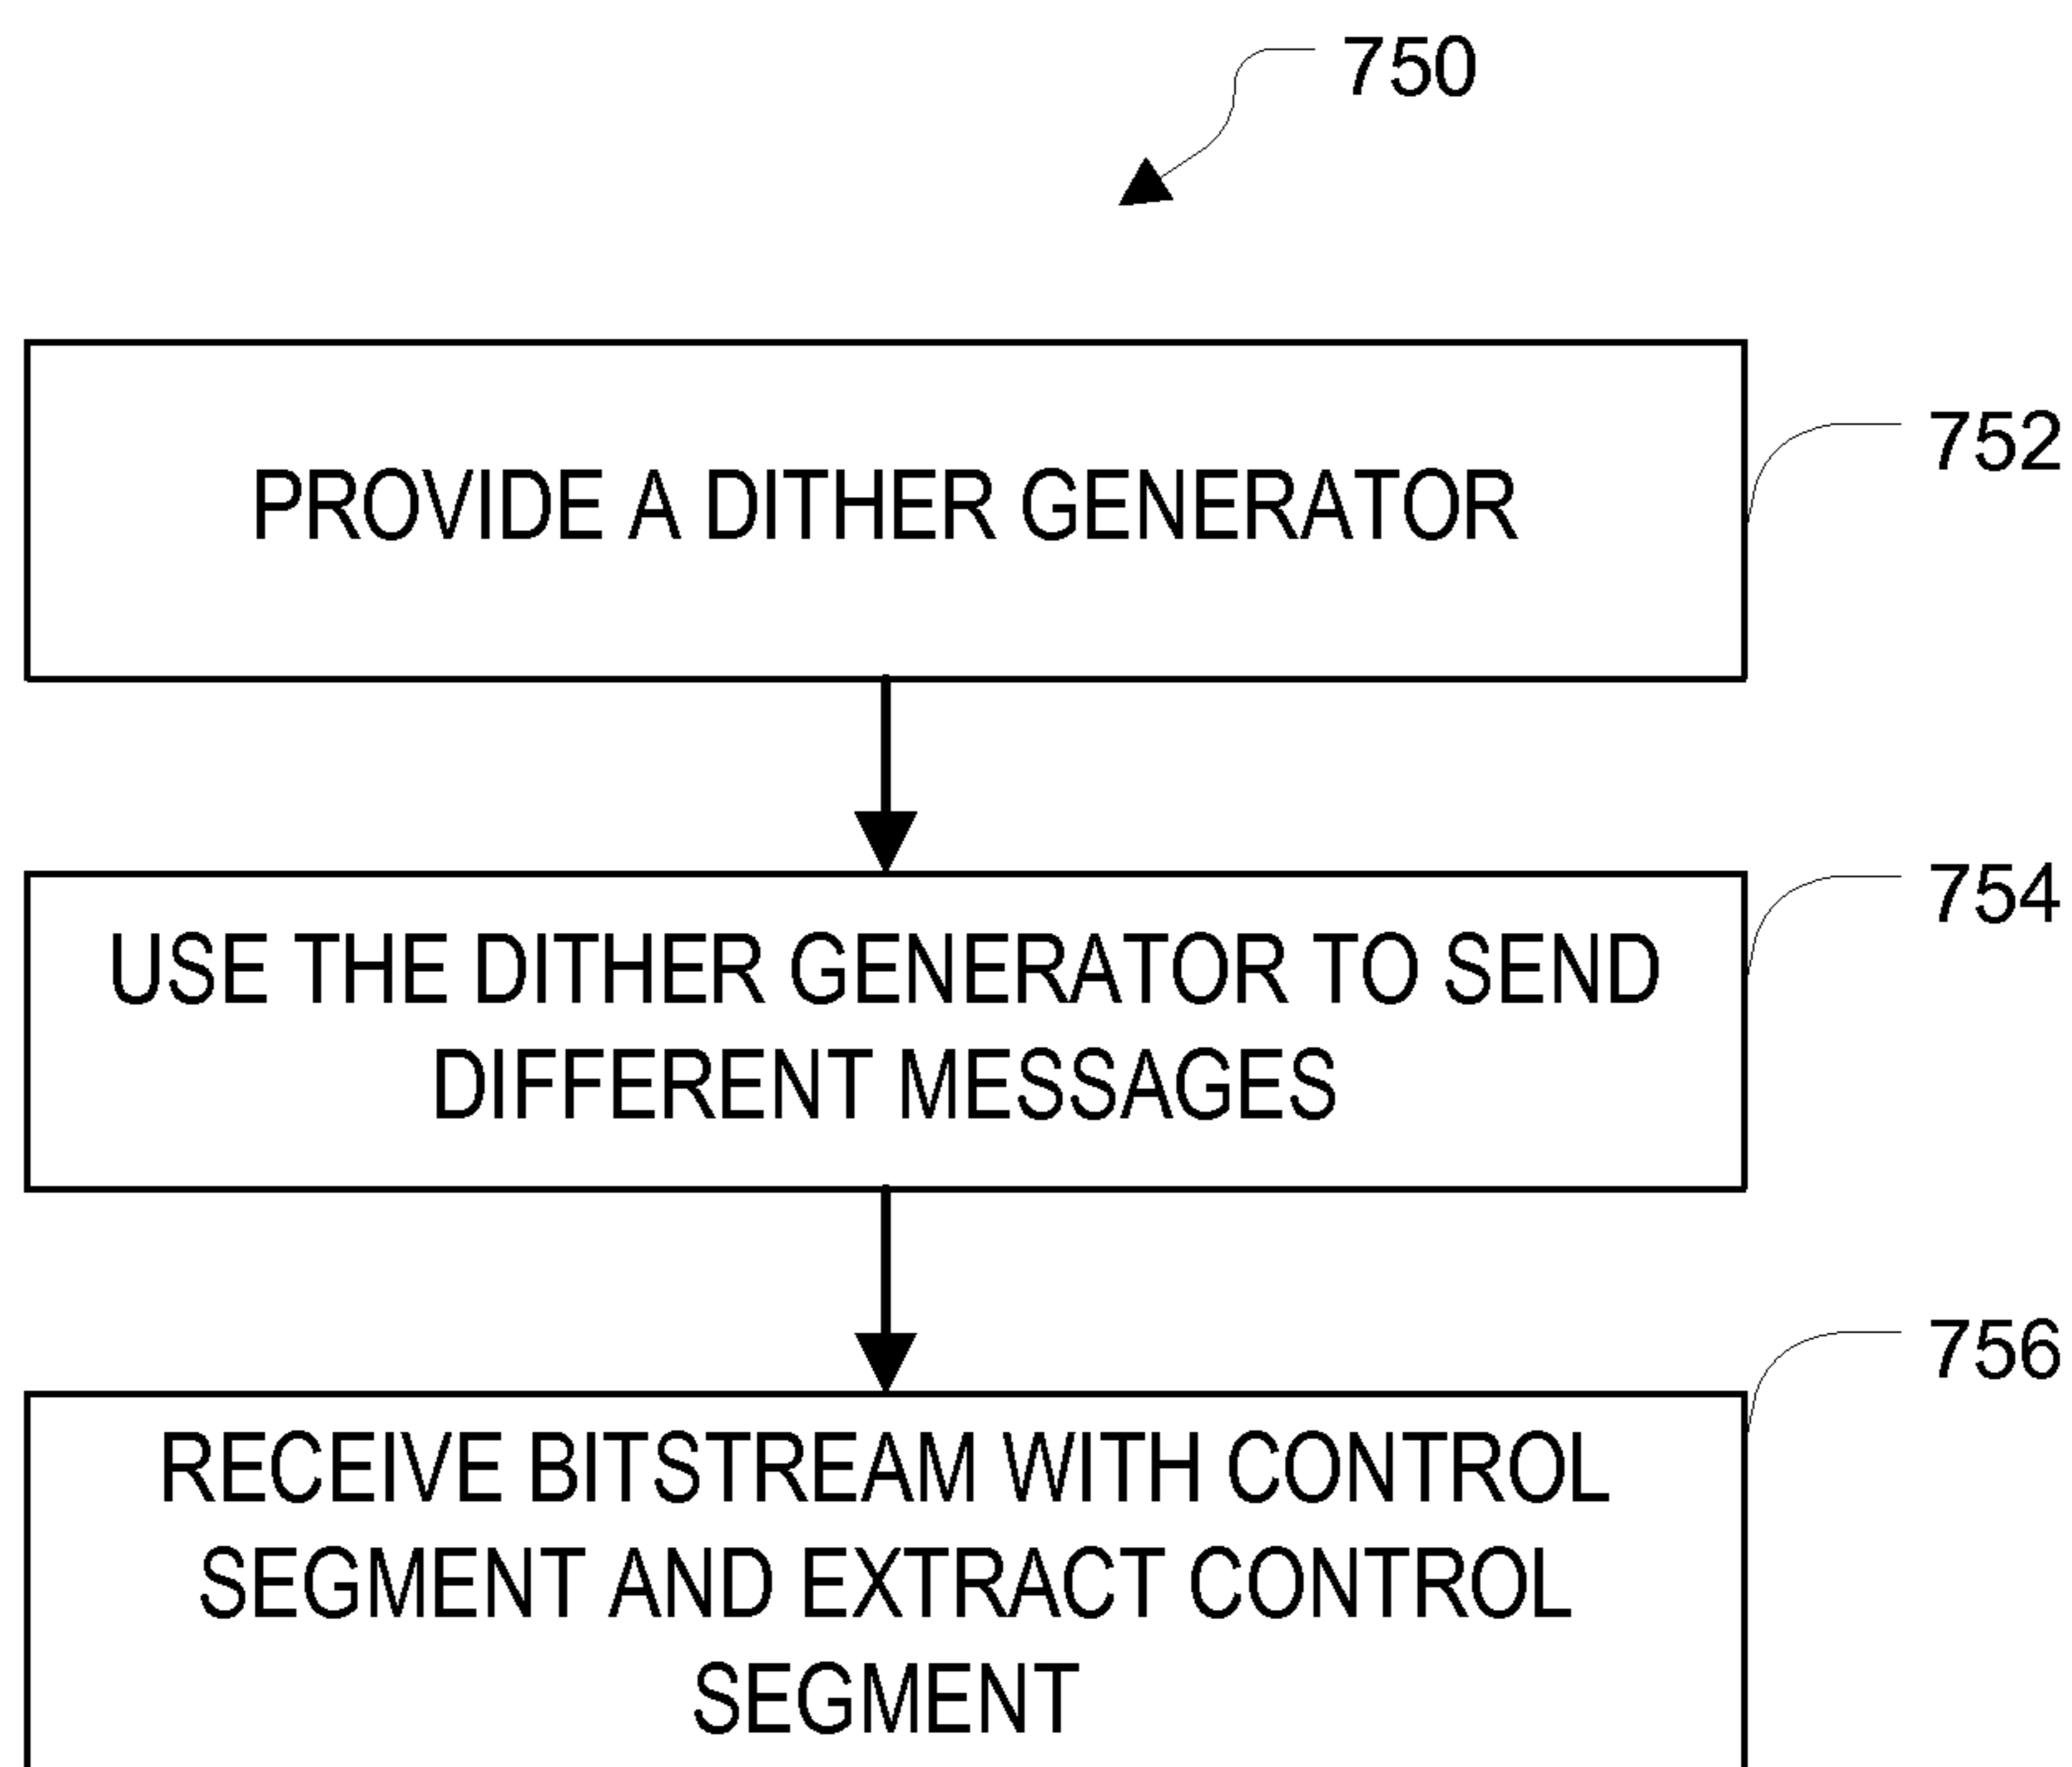 750
752
PROVIDE A DITHER GENERATOR
754
USE THE DITHER GENERATOR TO SEND
DIFFERENT MESSAGES
756
RECEIVE BITSTREAM WITH CONTROL
SEGMENT AND EXTRACT CONTROL
SEGMENT